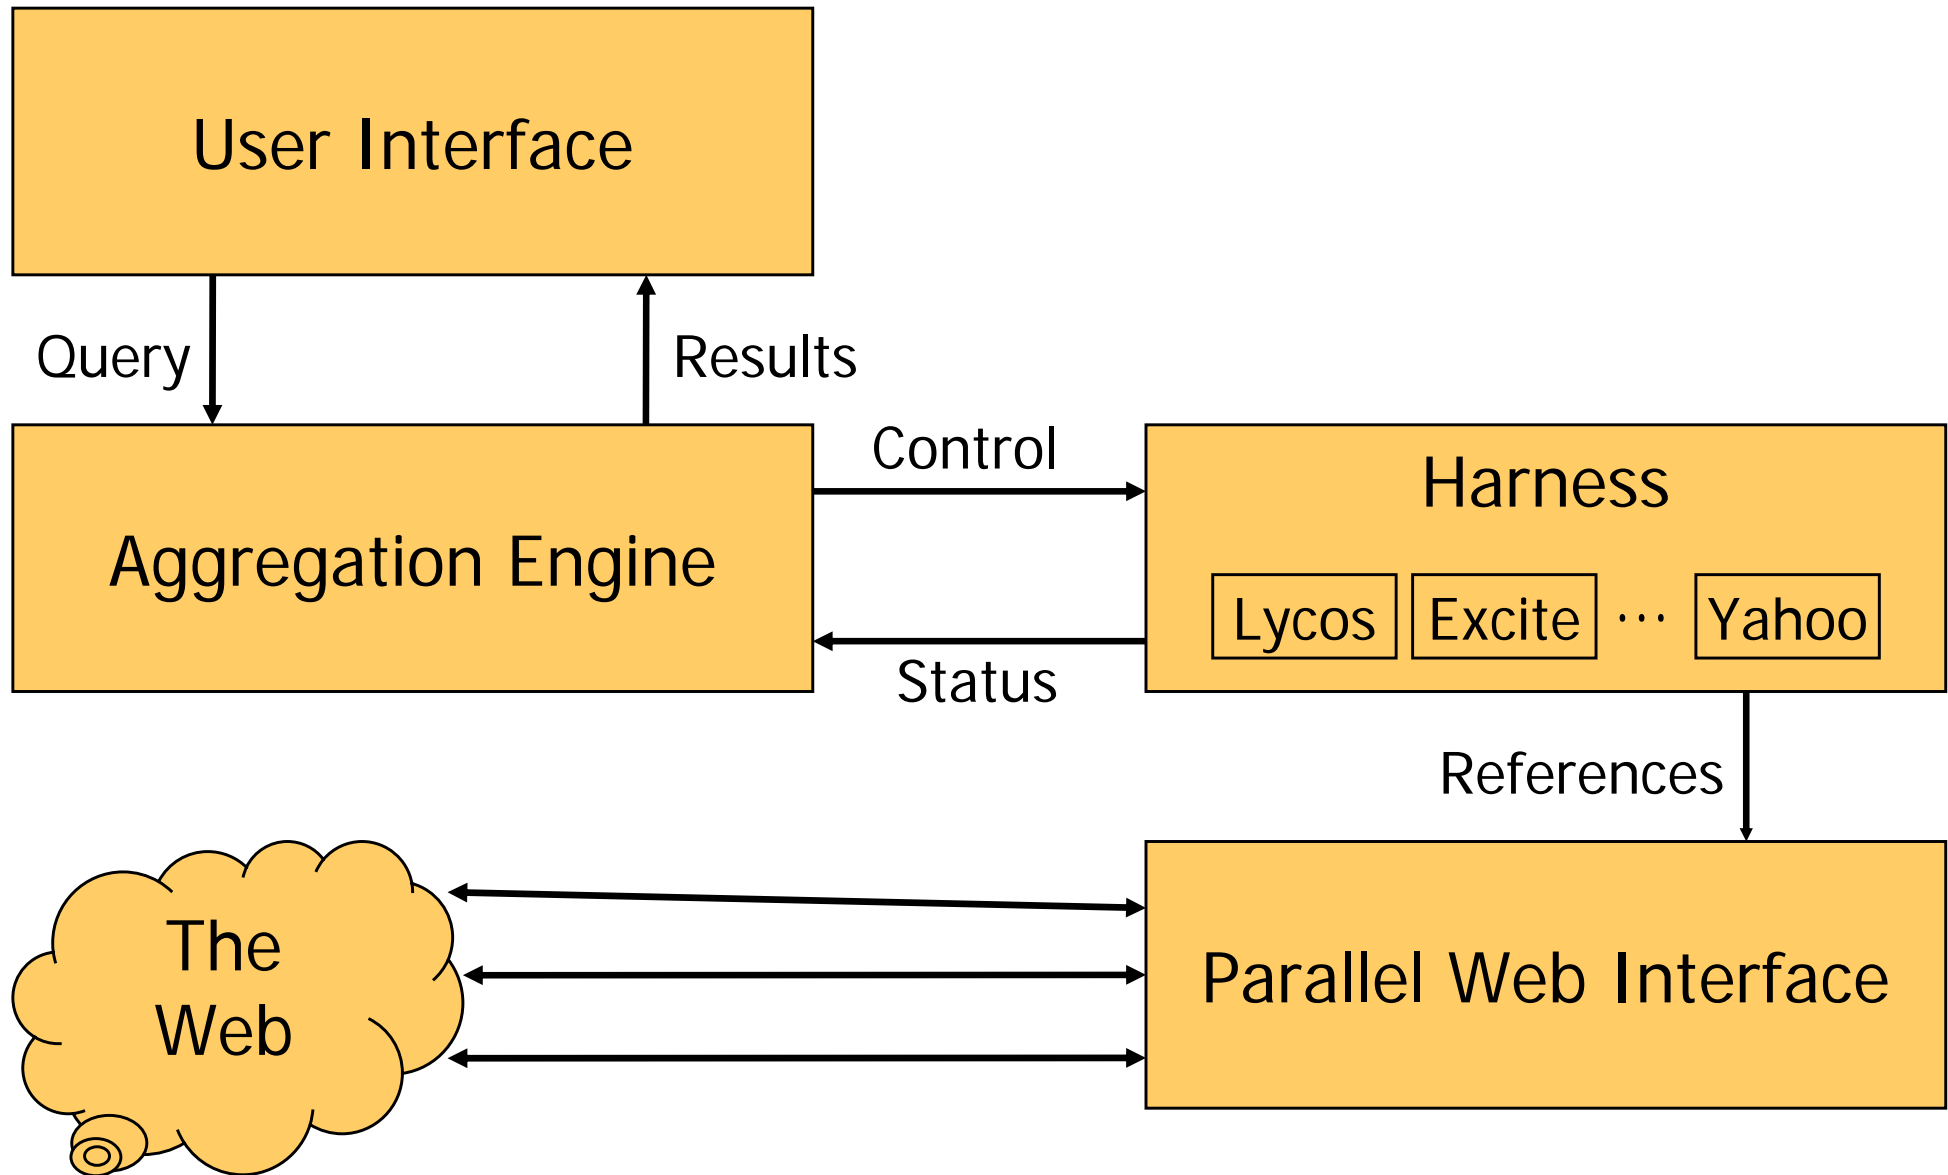 User Interface
Query
Results
Aggregation Engine
Control
Status
Harness
Lycos
Excite
...
Yahoo
References
The
Web
Parallel Web Interface